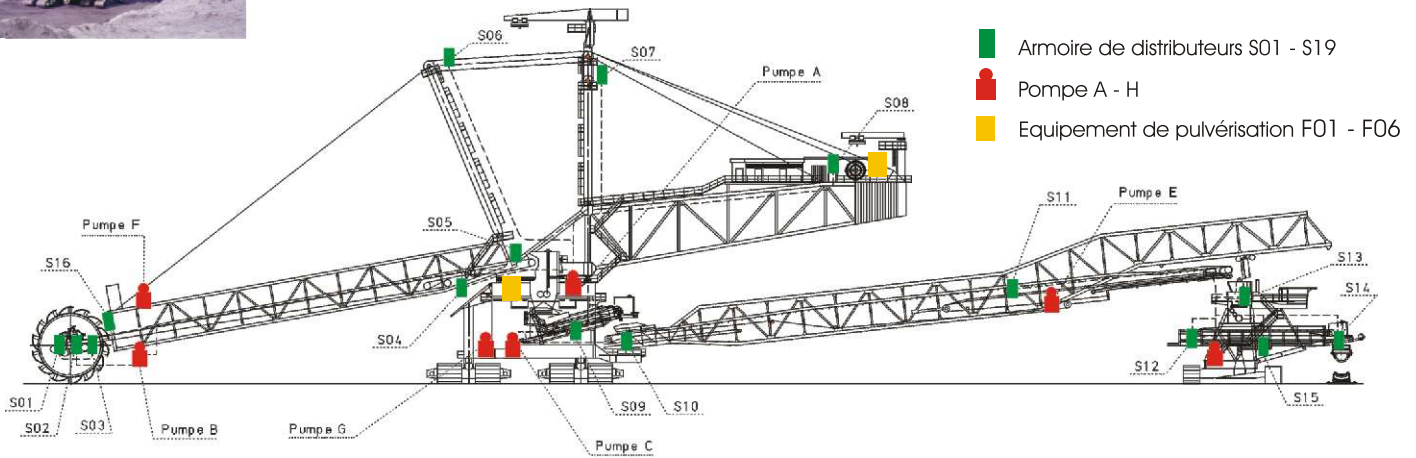 S06
S07
Pumpe A
Armoire de distributeurs S01 - S19
Pompe A - H
Equipement de pulvérisation F01 - F06
S08
S11
Pumpe E
Pumpe F
S05
S16
S13
S14
S04
S12
S01
S02
S03
Pumpe B
Pumpe G
S09
S10
Pumpe C
S15